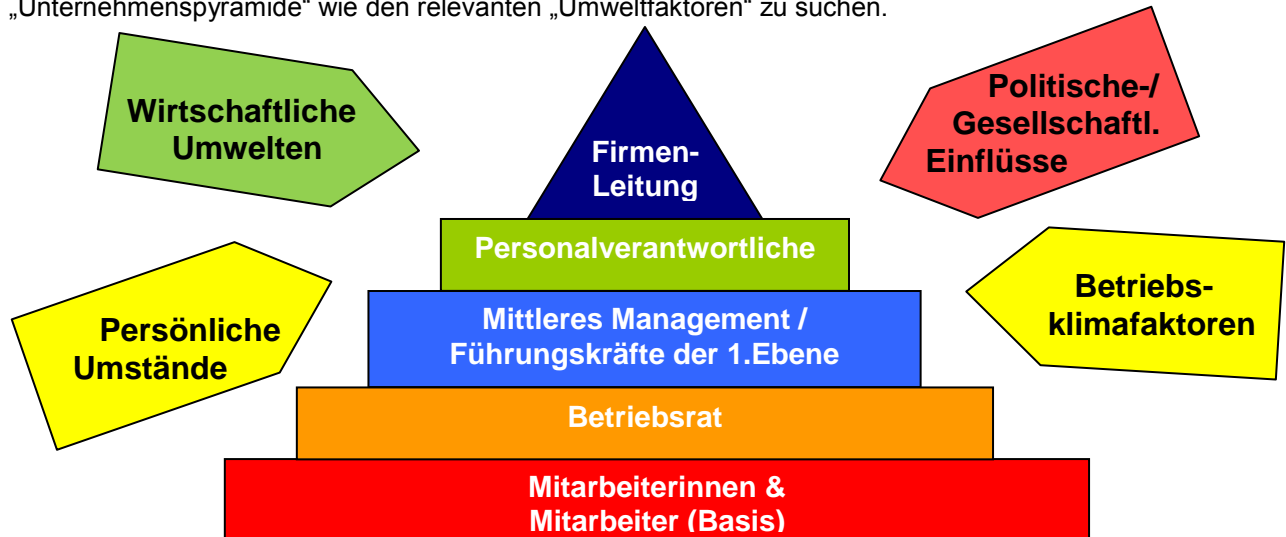 „Unternehmenspyramide“ wie den relevanten „Umweltfaktoren“ zu suchen.
Wirtschaftliche
Umwelten
Politische-/
Gesellschaftl.
Einflüsse
Firmen-
Leitung
Personalverantwortliche
Persönliche
Umstände
Betriebs-
klimafaktoren
Mittleres Management /
Führungskräfte der 1.Ebene
Betriebsrat
Mitarbeiterinnen &
Mitarbeiter (Basis)